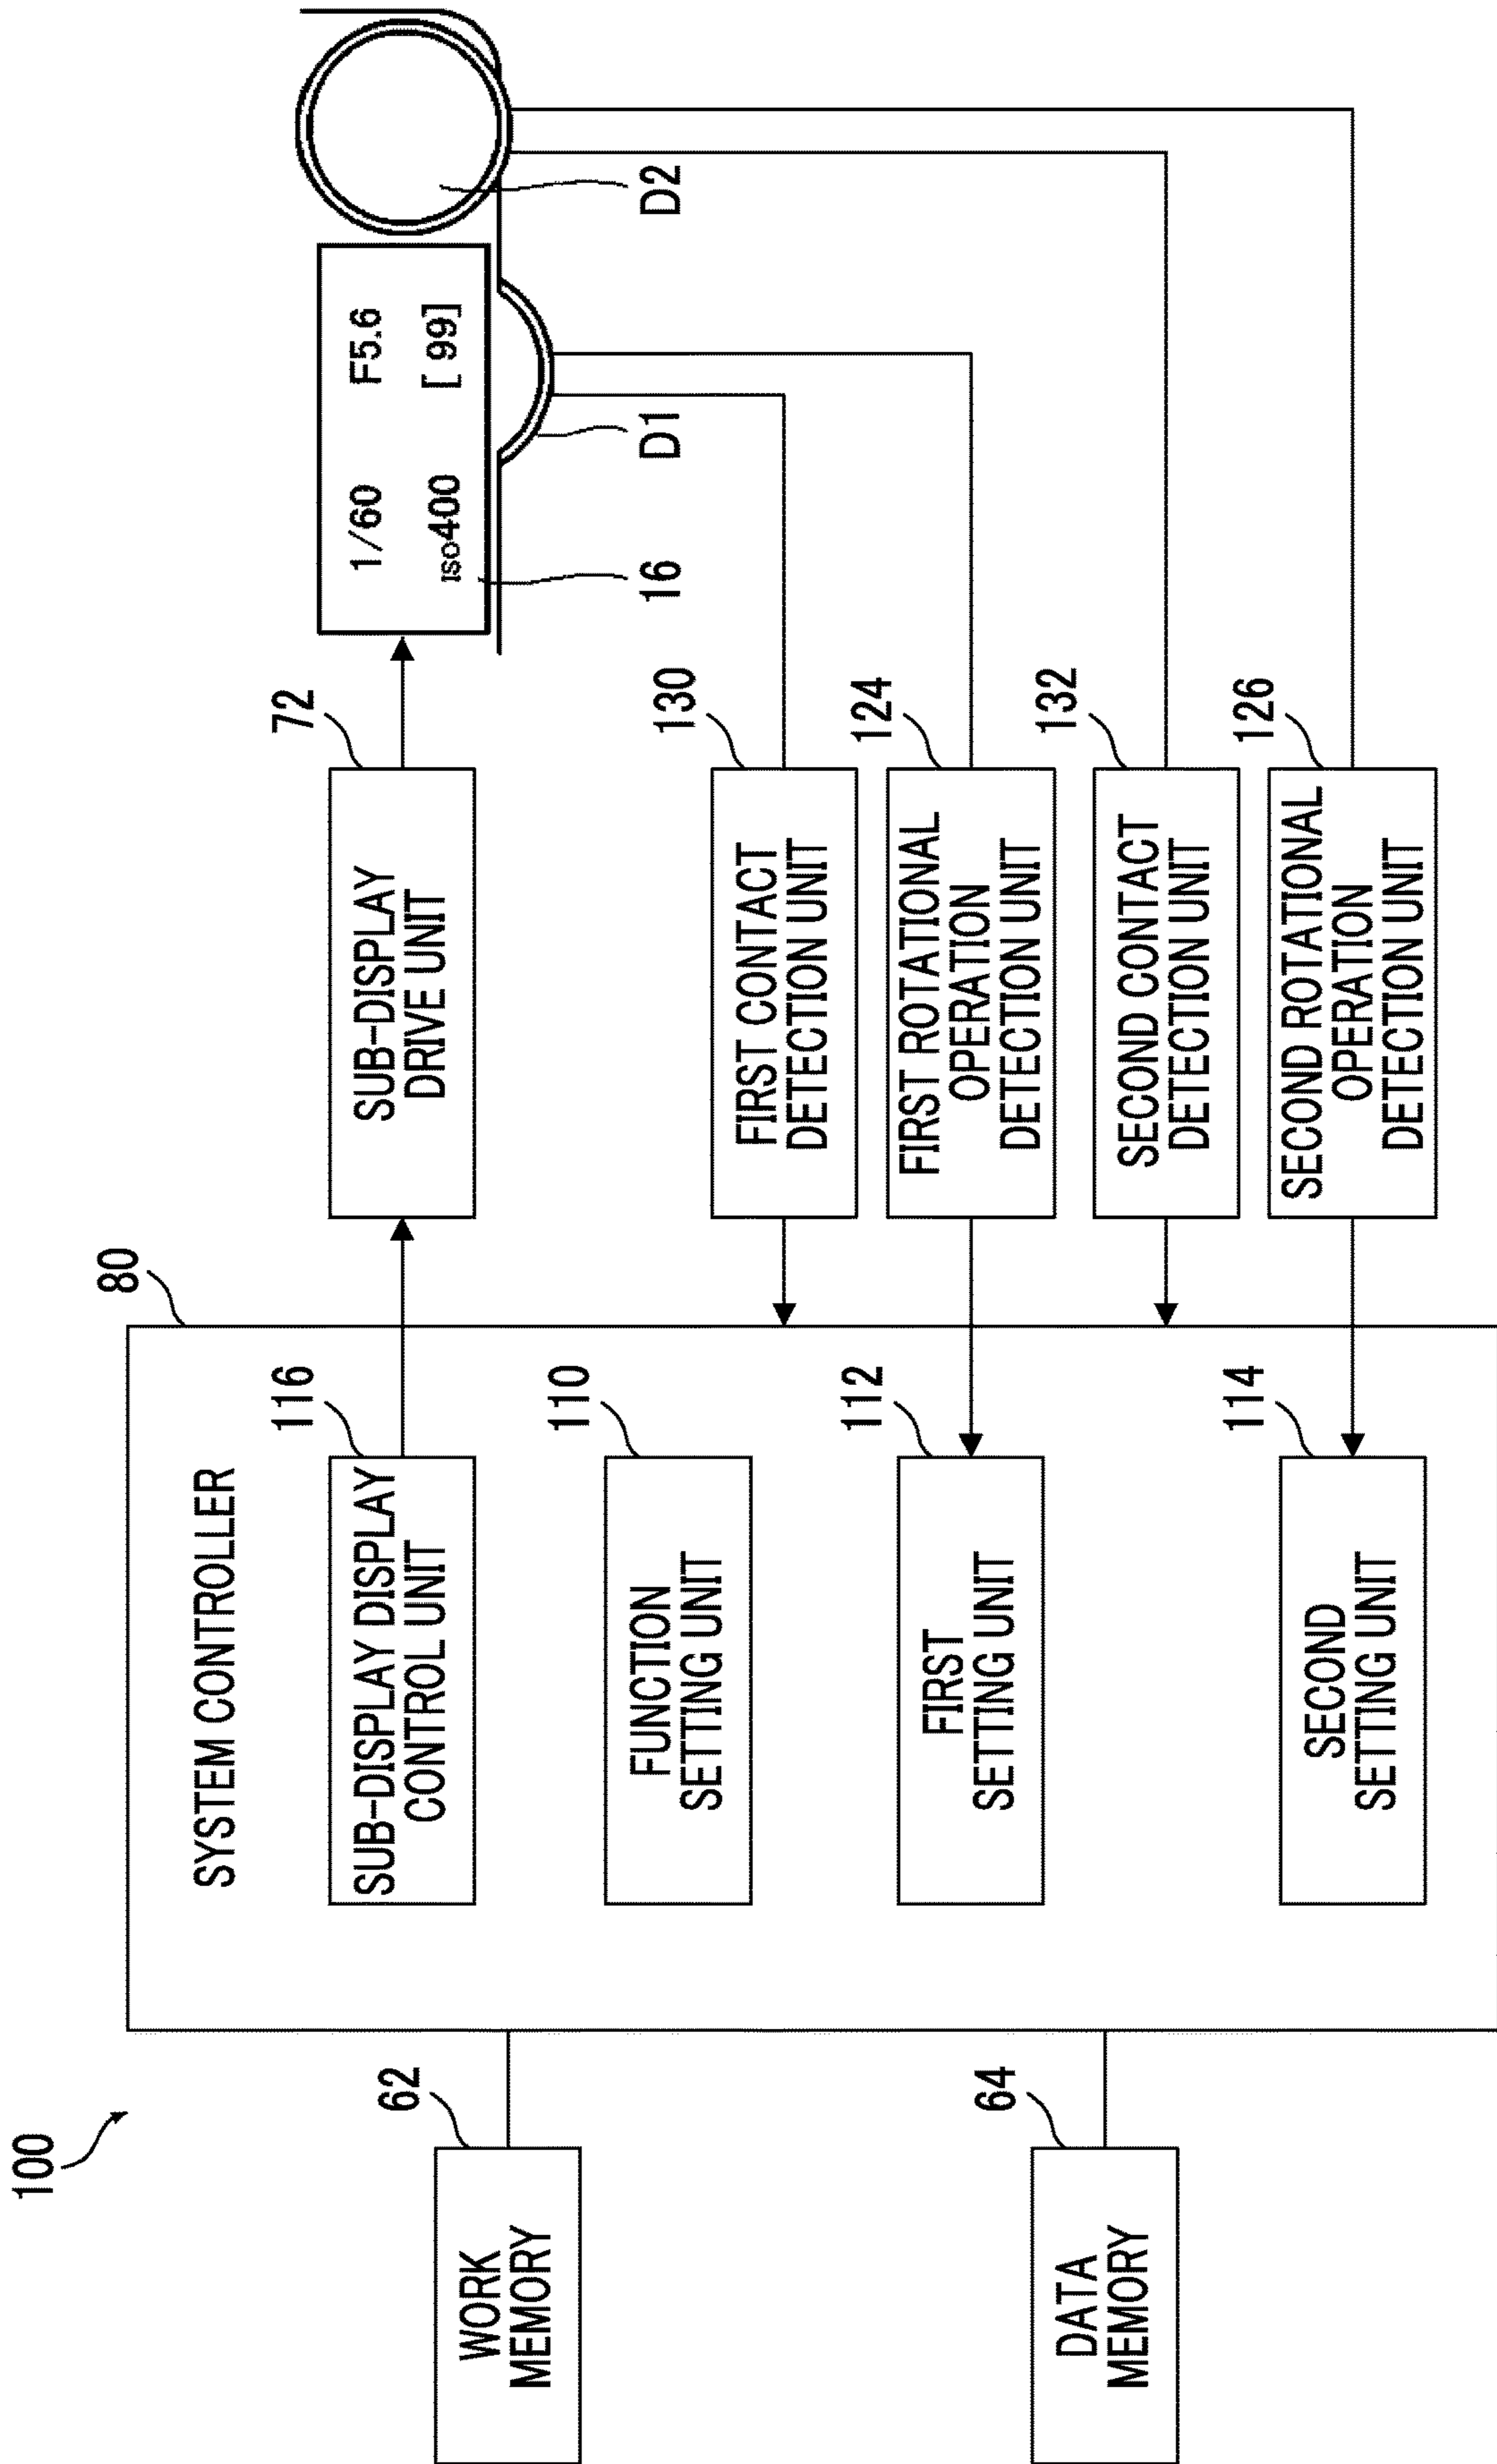 100
80
SYSTEM CONTROLLER
62
WORK
MEMORY
64
DATA
MEMORY
116
SUB-DISPLAY DISPLAY
CONTROL UNIT
110
FUNCTION
SETTING UNIT
112
FIRST
SETTING UNIT
114
SECOND
SETTING UNIT
72
SUB-DISPLAY
DRIVE UNIT
130
FIRST CONTACT
DETECTION UNIT
124
FIRST ROTATIONAL
OPERATION
DETECTION UNIT
132
SECOND CONTACT
DETECTION UNIT
126
SECOND ROTATIONAL
OPERATION
DETECTION UNIT
1/60 F5.6
ISO400 [ 99]
16
D1
D2